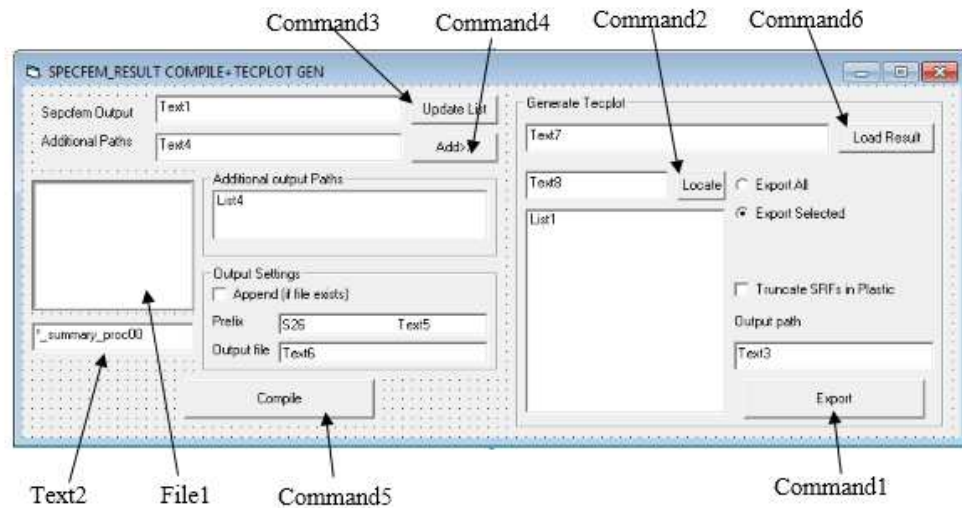 Command3
Command4
Command2
Command6
SPECFEM_RESULT COMPILE+TECPLOT GEN
Sepcfem Output
Text1
Update List
Additional Paths
Text4
Add>>
Additional output Paths
List4
Output Settings
Append (if file exists)
Prefix
S26
Text5
Output file
Text6
*_summary_proc00
Compile
Generate Tecplot
Text7
Load Result
Text8
Locate
Export All
Export Selected
List1
Truncate SRFs in Plastic
Output path
Text3
Export
Text2
File1
Command5
Command1